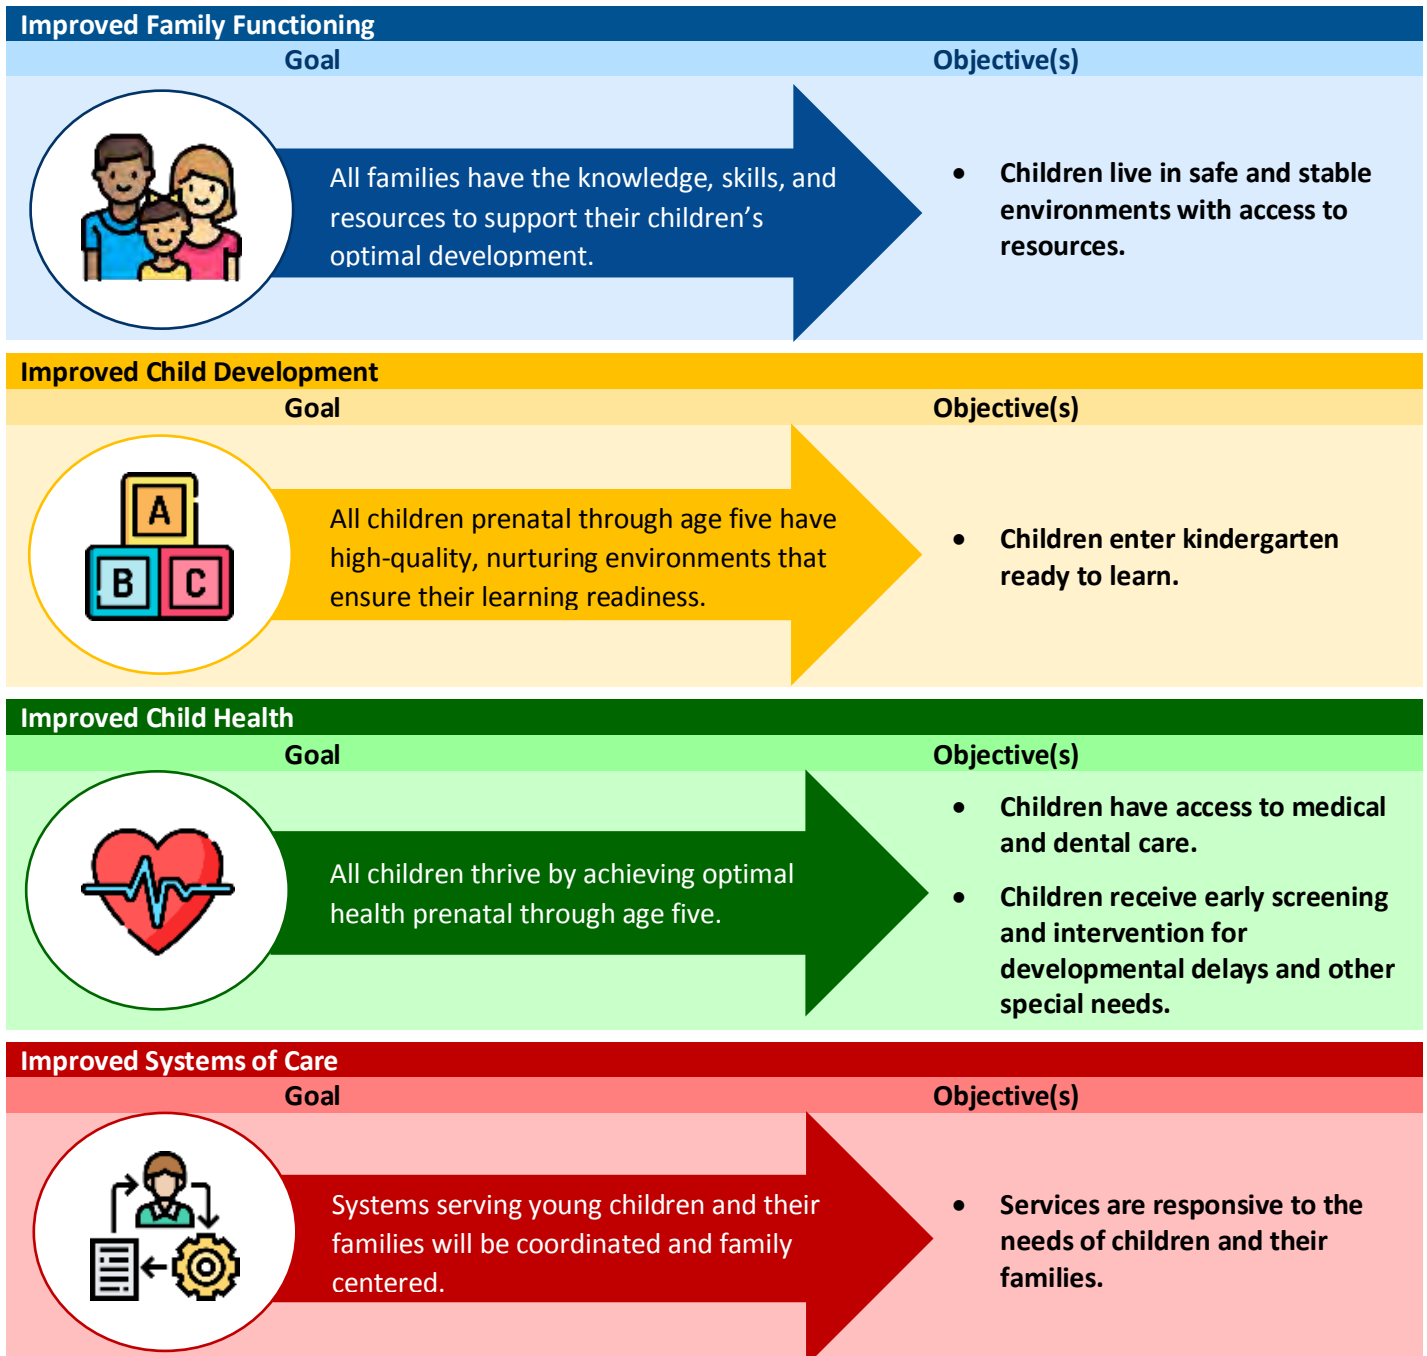 Improved Family Functioning
Goal Objective(s)
All families have the knowledge, skills, and
resources to support their children’s
optimal development.
• Children live in safe and stable
environments with access to
resources.
Improved Child Development
Goal Objective(s)
A
B C
All children prenatal through age five have
high-quality, nurturing environments that
ensure their learning readiness.
• Children enter kindergarten
ready to learn.
Improved Child Health
Goal Objective(s)
All children thrive by achieving optimal
health prenatal through age five.
• Children have access to medical
and dental care.
• Children receive early screening
and intervention for
developmental delays and other
special needs.
Improved Systems of Care
Goal Objective(s)
Systems serving young children and their
families will be coordinated and family
centered.
• Services are responsive to the
needs of children and their
families.